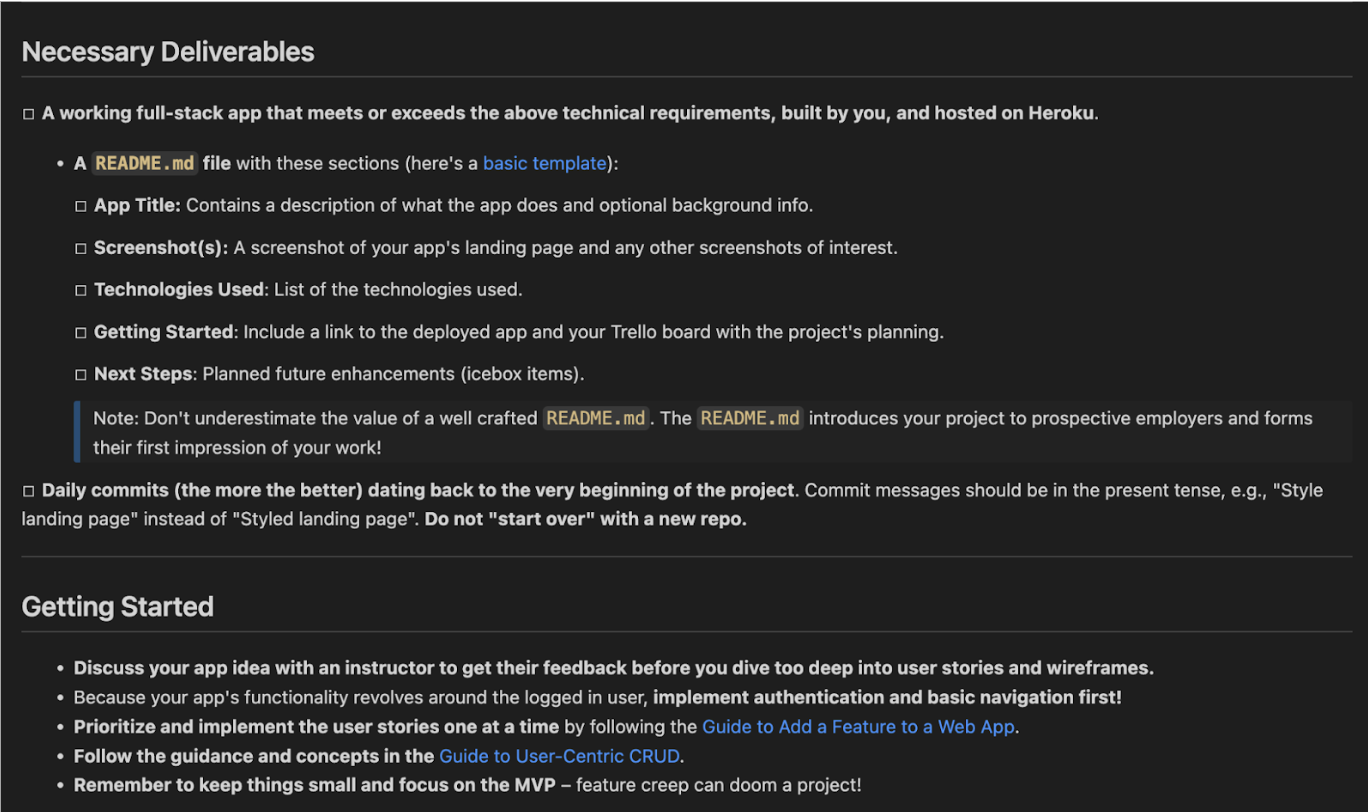 Necessary Deliverables
☐ A working full-stack app that meets or exceeds the above technical requirements, built by you, and hosted on Heroku.
• A README.md file with these sections (here's a basic template):
☐ App Title: Contains a description of what the app does and optional background info.
☐ Screenshot(s): A screenshot of your app's landing page and any other screenshots of interest.
☐ Technologies Used: List of the technologies used.
☐ Getting Started: Include a link to the deployed app and your Trello board with the project's planning.
☐ Next Steps: Planned future enhancements (icebox items).
Note: Don't underestimate the value of a well crafted README.md. The README.md introduces your project to prospective employers and forms
their first impression of your work!
☐ Daily commits (the more the better) dating back to the very beginning of the project. Commit messages should be in the present tense, e.g., "Style
landing page" instead of "Styled landing page". Do not "start over" with a new repo.
Getting Started
• Discuss your app idea with an instructor to get their feedback before you dive too deep into user stories and wireframes.
• Because your app's functionality revolves around the logged in user, implement authentication and basic navigation first!
• Prioritize and implement the user stories one at a time by following the Guide to Add a Feature to a Web App.
• Follow the guidance and concepts in the Guide to User-Centric CRUD.
• Remember to keep things small and focus on the MVP – feature creep can doom a project!